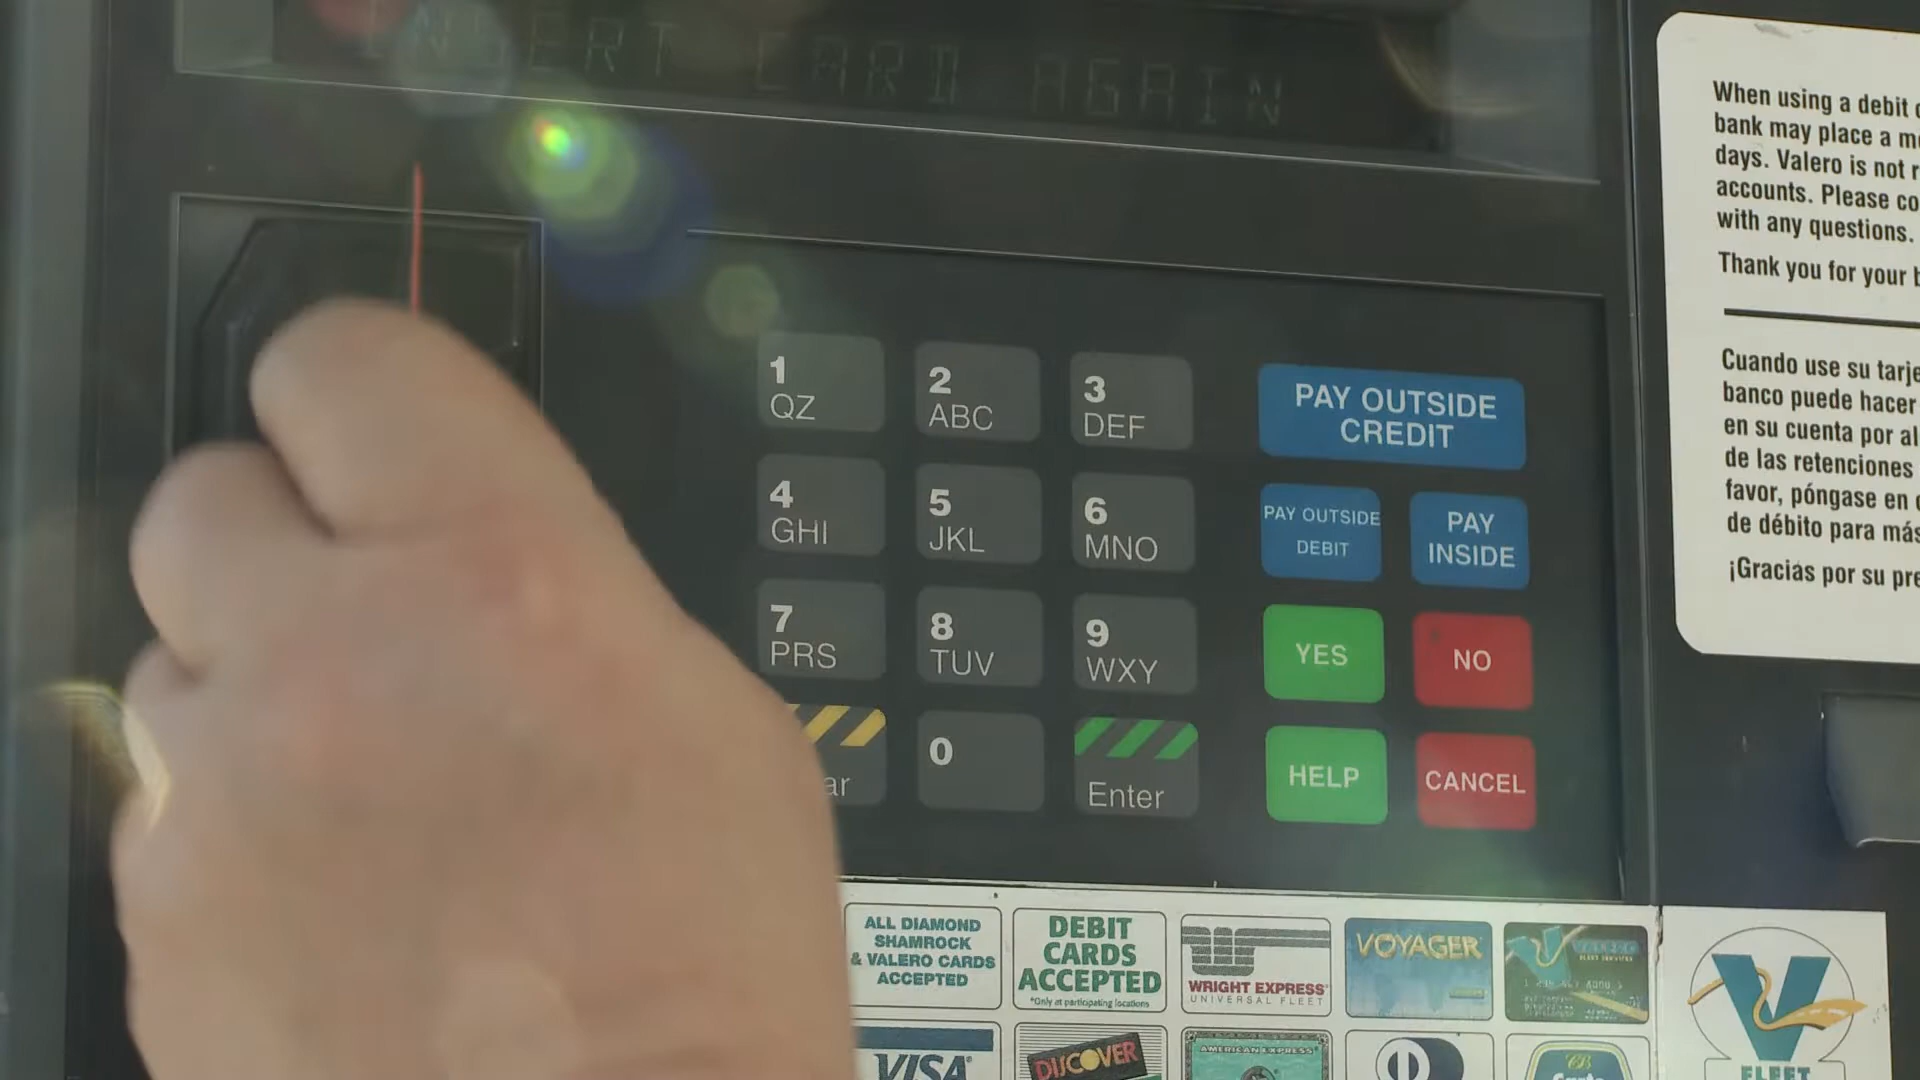 INSERT CARD AGAIN
When using a debit
bank may place a
days. Valero is not
accounts. Please
with any questions.
Thank you for your
Cuando use su
banco puede hacer
en su cuenta por
de las retenciones
favor, póngase en
de débito para más
¡Gracias por su
1
QZ
2
ABC
3
DEF
PAY OUTSIDE
CREDIT
4
GHI
5
JKL
6
MNO
PAY OUTSIDE
DEBIT
PAY
INSIDE
7
PRS
8
TUV
9
WXY
YES
NO
0
Enter
HELP
CANCEL
ALL DIAMOND
SHAMROCK
& VALERO CARDS
ACCEPTED
DEBIT
CARDS
ACCEPTED
*Only at participating locations
WRIGHT EXPRESS
UNIVERSAL FLEET
VOYAGER
VALERO
FLEET SERVICES
VISA
DISCOVER
AMERICAN EXPRESS
CB
FLEET